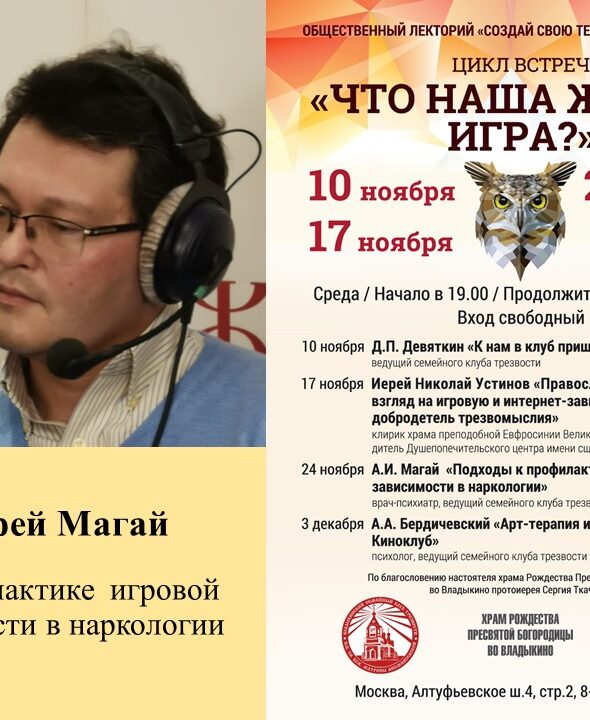 рей Магай
лактике игровой
сти в наркологии
ОБЩЕСТВЕННЫЙ ЛЕКТОРИЙ «СОЗДАЙ СВОЮ ТЕ
ЦИКЛ ВСТРЕЧ
«ЧТО НАША Ж
ИГРА?»
10 ноября
17 ноября
Среда / Начало в 19.00 / Продолжит
Вход свободный
10 ноября Д.П. Девяткин «К нам в клуб приш
ведущий семейного клуба трезвости
17 ноября Иерей Николай Устинов «Правосл
взгляд на игровую и интернет-зави
добродетель трезвомыслия»
клирик храма преподобной Евфросинии Велик
дитель Душепопечительского центра имени сщ
24 ноября А.И. Магай «Подходы к профилакт
зависимости в наркологии»
врач-психиатр, ведущий семейного клуба трезв
3 декабря А.А. Бердичевский «Арт-терапия и
Киноклуб»
психолог, ведущий семейного клуба трезвости
По благословению настоятеля храма Рождества Пре
во Владыкино протоиерея Сергия Ткач
ХРАМ РОЖДЕСТВА
ПРЕСВЯТОЙ БОГОРОДИЦЫ
ВО ВЛАДЫКИНО
Москва, Алтуфьевское ш.4, стр.2, 8-